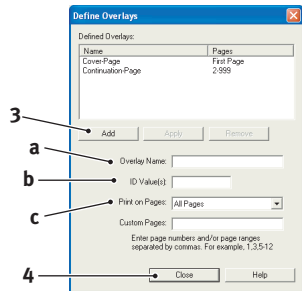 Define Overlays
Defined Overlays:
Name Pages
Cover-Page First Page
Continuation-Page 2-999
3 Add Apply Remove
a Overlay Name:
b ID Value(s):
c Print on Pages: All Pages
Custom Pages:
Enter page numbers and/or page ranges
separated by commas. For example, 1,3,5-12
4 Close Help